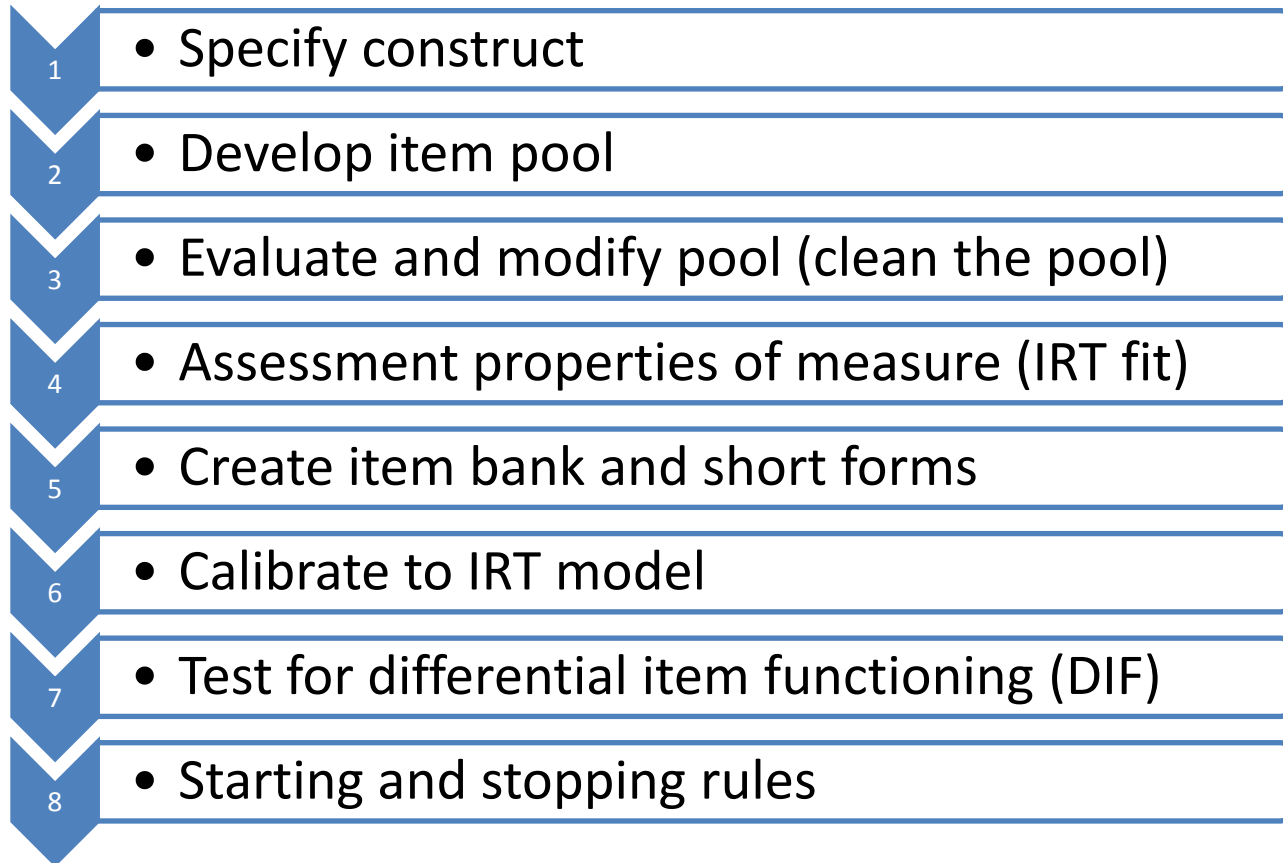 1
• Specify construct
2
• Develop item pool
3
• Evaluate and modify pool (clean the pool)
4
• Assessment properties of measure (IRT fit)
5
• Create item bank and short forms
6
• Calibrate to IRT model
7
• Test for differential item functioning (DIF)
8
• Starting and stopping rules